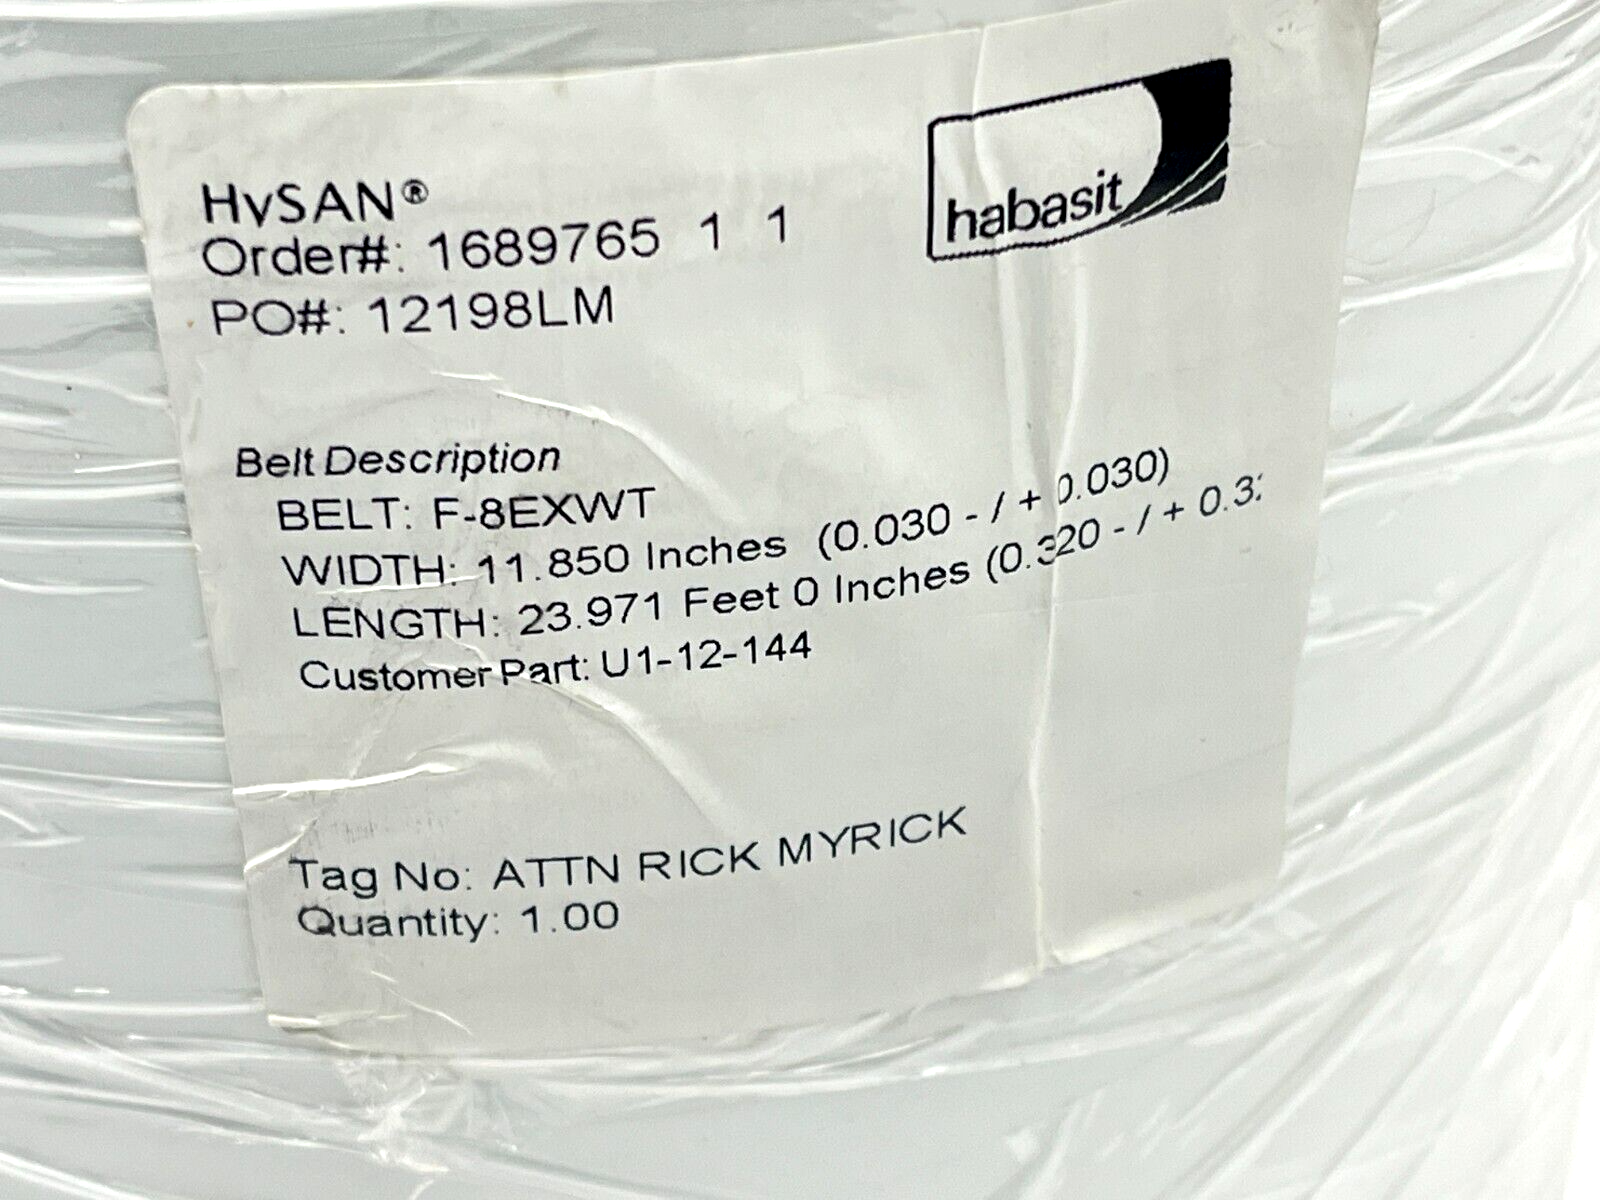 habasit
HySAN®
Order#: 1689765 1 1
PO#: 12198LM
Belt Description
BELT: F-8EXWT
WIDTH: 11.850 Inches (0.030 - / + 0.030)
LENGTH: 23.971 Feet 0 Inches (0.320 - / + 0.3
Customer Part: U1-12-144
Tag No: ATTN RICK MYRICK
Quantity: 1.00